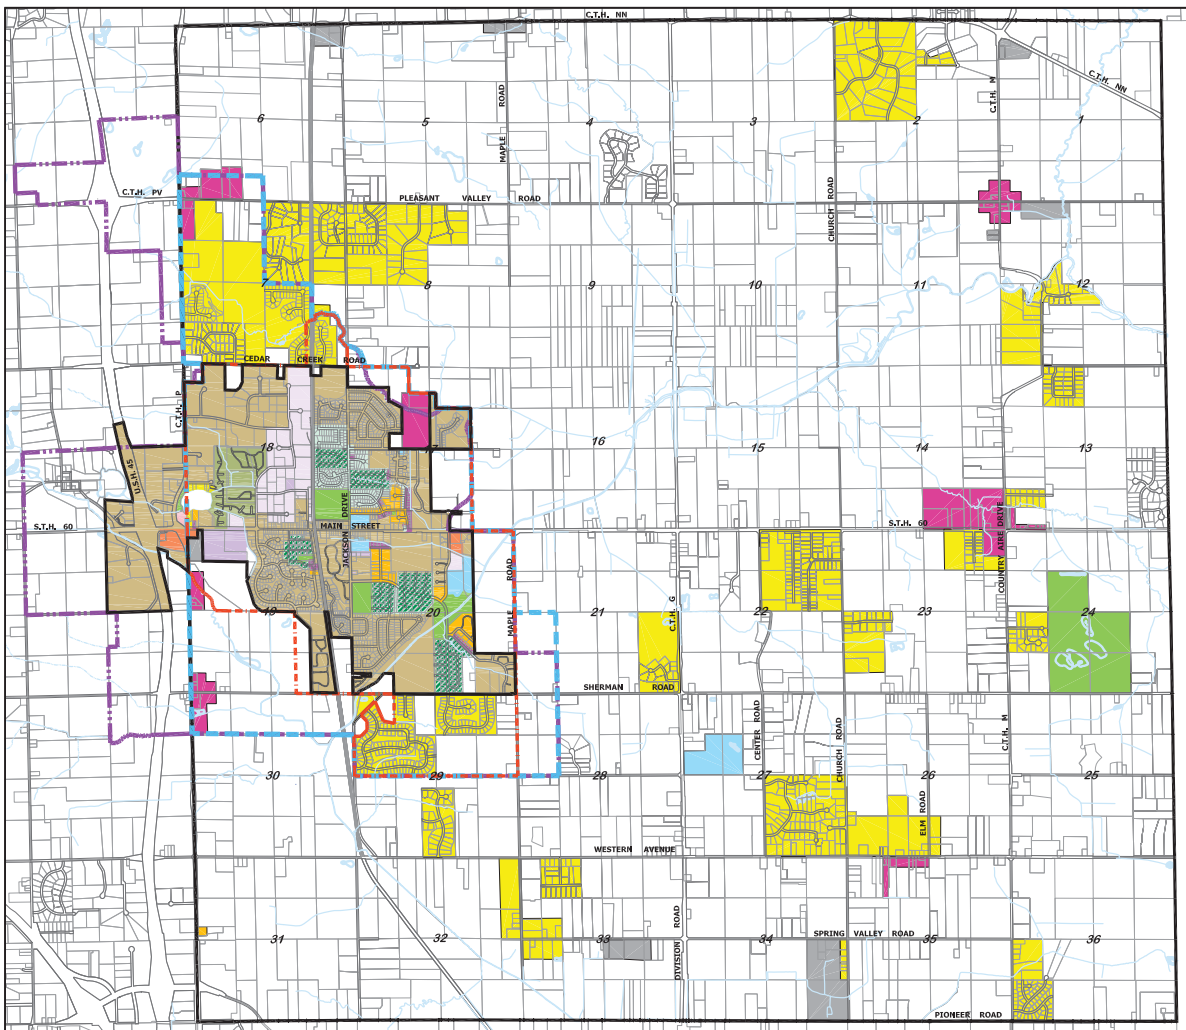 C.T.H. NN
C.T.H. NN
C.T.H. M
MAPLE ROAD
6
5
4
3
2
1
C.T.H. PV
PLEASANT VALLEY ROAD
CHURCH ROAD
7
8
9
10
11
12
CEDAR CREEK ROAD
C.T.H. P
18
17
16
15
14
13
U.S.H. 45
S.T.H. 60
MAIN STREET
JACKSON DRIVE
S.T.H. 60
COUNTRY AIRE DRIVE
MAPLE ROAD
C.T.H. G
19
20
21
22
23
24
SHERMAN ROAD
CENTER ROAD
CHURCH ROAD
C.T.H. M
30
29
28
27
26
25
ELM ROAD
WESTERN AVENUE
DIVISION ROAD
SPRING VALLEY ROAD
31
32
33
34
35
36
PIONEER ROAD